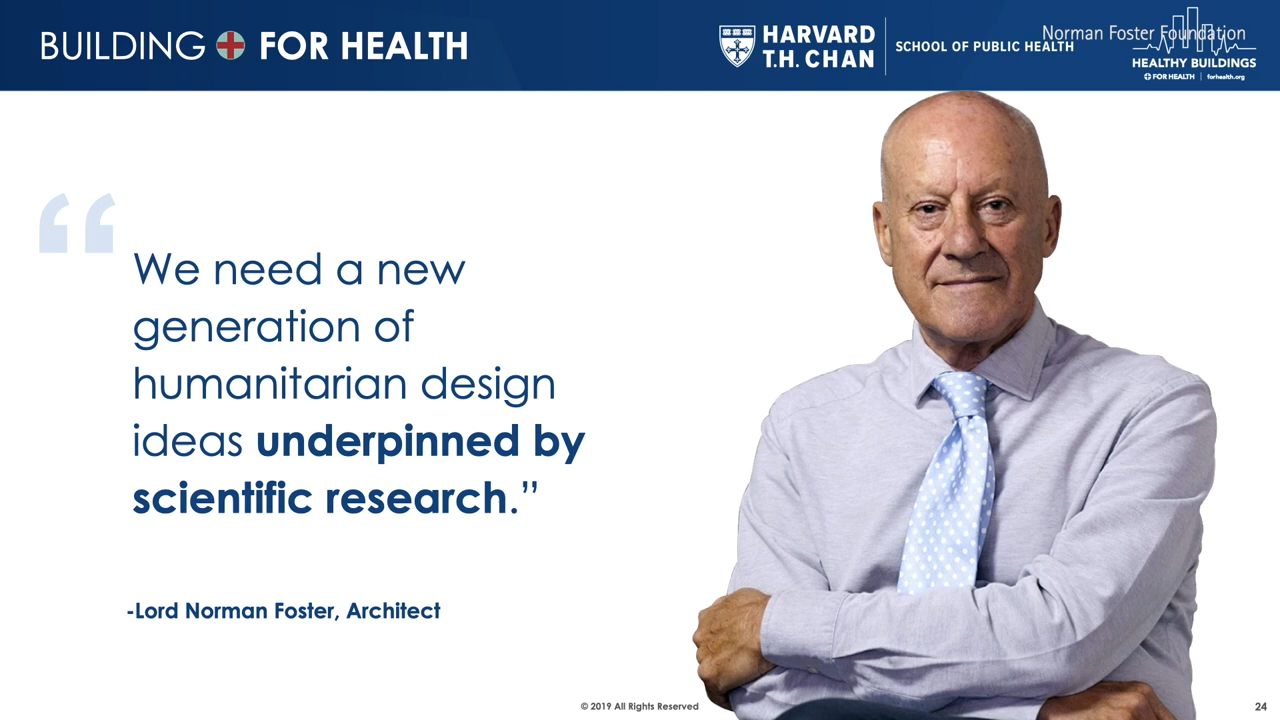 BUILDING FOR HEALTH
HARVARD
T.H. CHAN
SCHOOL OF PUBLIC HEALTH
Norman Foster Foundation
HEALTHY BUILDINGS
FOR HEALTH | forhealth.org
“
We need a new
generation of
humanitarian design
ideas underpinned by
scientific research.”
-Lord Norman Foster, Architect
© 2019 All Rights Reserved
24